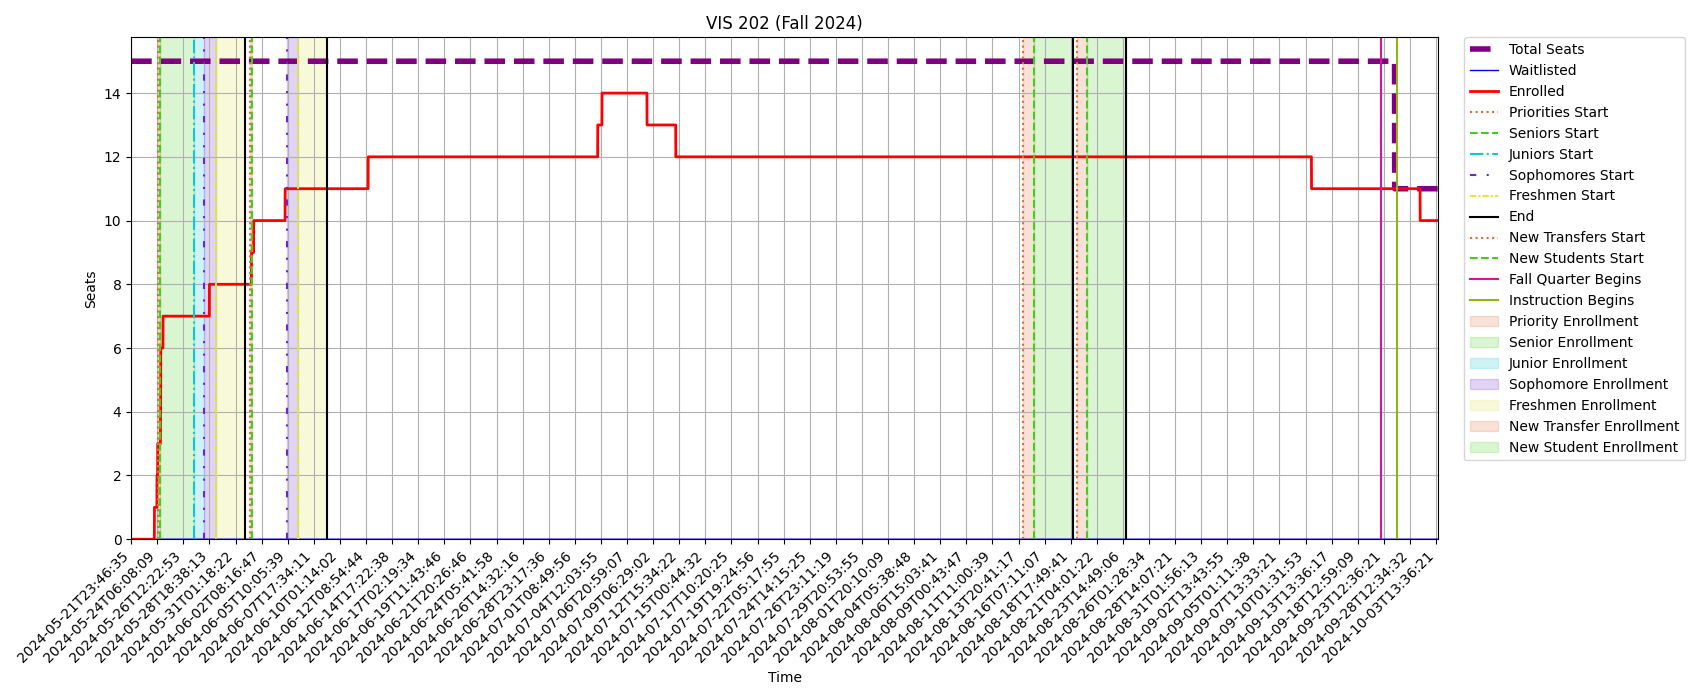 VIS 202 (Fall 2024)
Seats
14
12
10
8
6
4
2
0
2024-05-21T23:46:35
2024-05-24T06:08:09
2024-05-26T12:22:53
2024-05-28T18:38:13
2024-05-31T01:18:22
2024-06-02T08:16:47
2024-06-05T10:05:39
2024-06-07T17:34:11
2024-06-10T01:14:02
2024-06-12T08:54:44
2024-06-14T17:22:38
2024-06-17T02:19:34
2024-06-19T11:43:46
2024-06-21T20:26:46
2024-06-24T05:41:58
2024-06-26T14:32:16
2024-06-28T23:17:36
2024-07-01T08:49:56
2024-07-04T12:03:55
2024-07-06T20:59:07
2024-07-09T06:29:02
2024-07-12T15:34:22
2024-07-15T00:44:32
2024-07-17T10:20:25
2024-07-19T19:24:56
2024-07-22T05:17:55
2024-07-24T14:15:25
2024-07-26T23:11:19
2024-07-29T20:53:55
2024-08-01T20:10:09
2024-08-04T05:38:48
2024-08-06T15:03:41
2024-08-09T00:43:47
2024-08-11T11:00:39
2024-08-13T20:41:17
2024-08-16T07:11:07
2024-08-18T17:49:41
2024-08-21T04:01:22
2024-08-23T14:49:06
2024-08-26T01:28:34
2024-08-28T14:07:21
2024-08-31T01:56:13
2024-09-02T13:43:55
2024-09-05T01:11:38
2024-09-07T13:33:21
2024-09-10T01:31:53
2024-09-13T13:36:17
2024-09-18T12:59:09
2024-09-23T12:36:21
2024-09-28T12:34:32
2024-10-03T13:36:21
Time
Total Seats
Waitlisted
Enrolled
Priorities Start
Seniors Start
Juniors Start
Sophomores Start
Freshmen Start
End
New Transfers Start
New Students Start
Fall Quarter Begins
Instruction Begins
Priority Enrollment
Senior Enrollment
Junior Enrollment
Sophomore Enrollment
Freshmen Enrollment
New Transfer Enrollment
New Student Enrollment